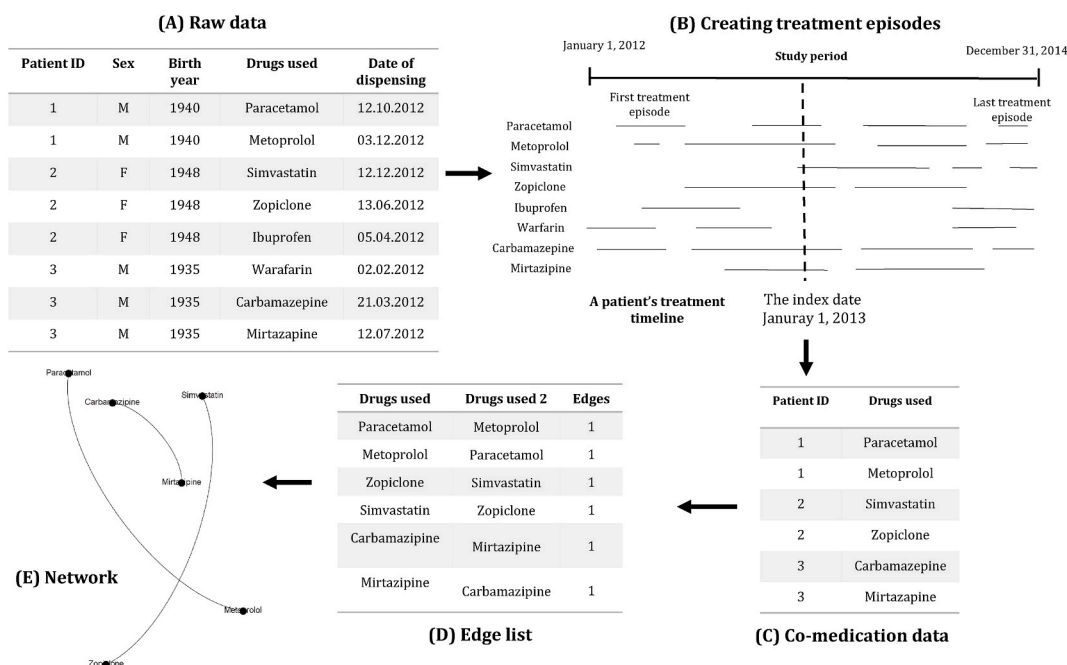 (A) Raw data
Patient ID Sex Birth year Drugs used Date of dispensing
1 M 1940 Paracetamol 12.10.2012
1 M 1940 Metoprolol 03.12.2012
2 F 1948 Simvastatin 12.12.2012
2 F 1948 Zopiclone 13.06.2012
2 F 1948 Ibuprofen 05.04.2012
3 M 1935 Warafarin 02.02.2012
3 M 1935 Carbamazepine 21.03.2012
3 M 1935 Mirtazapine 12.07.2012
(B) Creating treatment episodes
January 1, 2012
December 31, 2014
Study period
First treatment
episode
Last treatment
episode
Paracetamol
Metoprolol
Simvastatin
Zopiclone
Ibuprofen
Warfarin
Carbamazepine
Mirtazipine
A patient's treatment
timeline
The index date
Januray 1, 2013
Patient ID Drugs used
1 Paracetamol
1 Metoprolol
2 Simvastatin
2 Zopiclone
3 Carbamazepine
3 Mirtazapine
(C) Co-medication data
Drugs used Drugs used 2 Edges
Paracetamol Metoprolol 1
Metoprolol Paracetamol 1
Zopiclone Simvastatin 1
Simvastatin Zopiclone 1
Carbamazipine Mirtazipine 1
Mirtazipine Carbamazipine 1
(D) Edge list
Paracetamol
Carbamazipine
Simvastatin
Mirtazipine
(E) Network
Metoprolol
Zopiclone